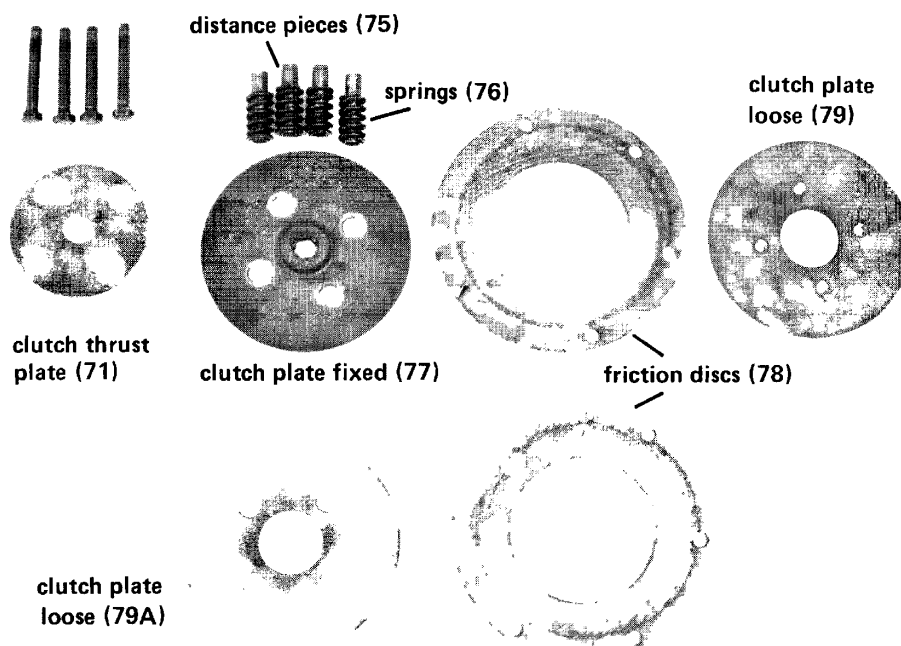 distance pieces (75)
springs (76)
clutch plate
loose (79)
clutch thrust
plate (71)
clutch plate fixed (77)
friction discs (78)
clutch plate
loose (79A)